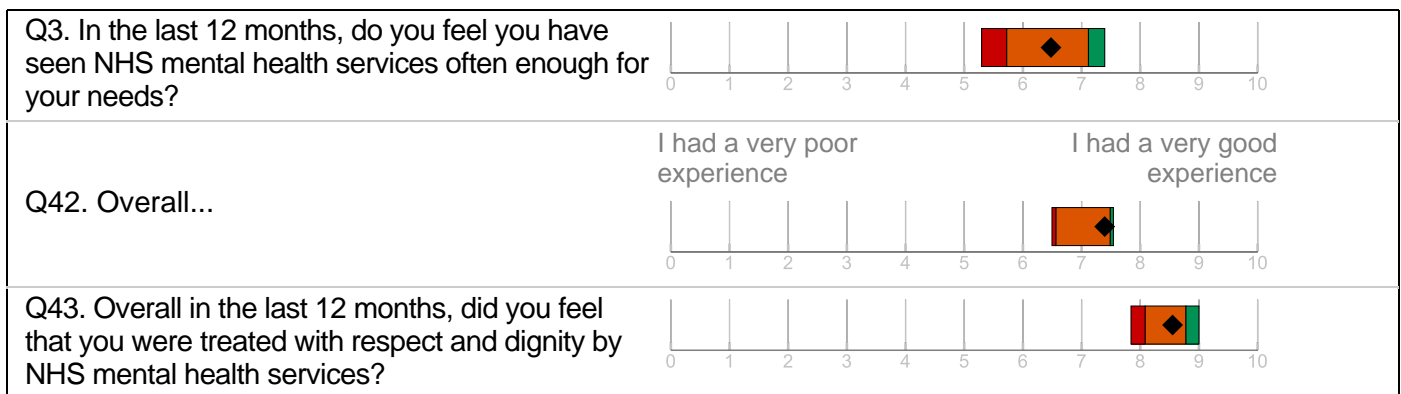 Q3. In the last 12 months, do you feel you have
seen NHS mental health services often enough for
your needs?
0 1 2 3 4 5 6 7 8 9 10
I had a very poor
experience
I had a very good
experience
Q42. Overall...
0 1 2 3 4 5 6 7 8 9 10
Q43. Overall in the last 12 months, did you feel
that you were treated with respect and dignity by
NHS mental health services?
0 1 2 3 4 5 6 7 8 9 10